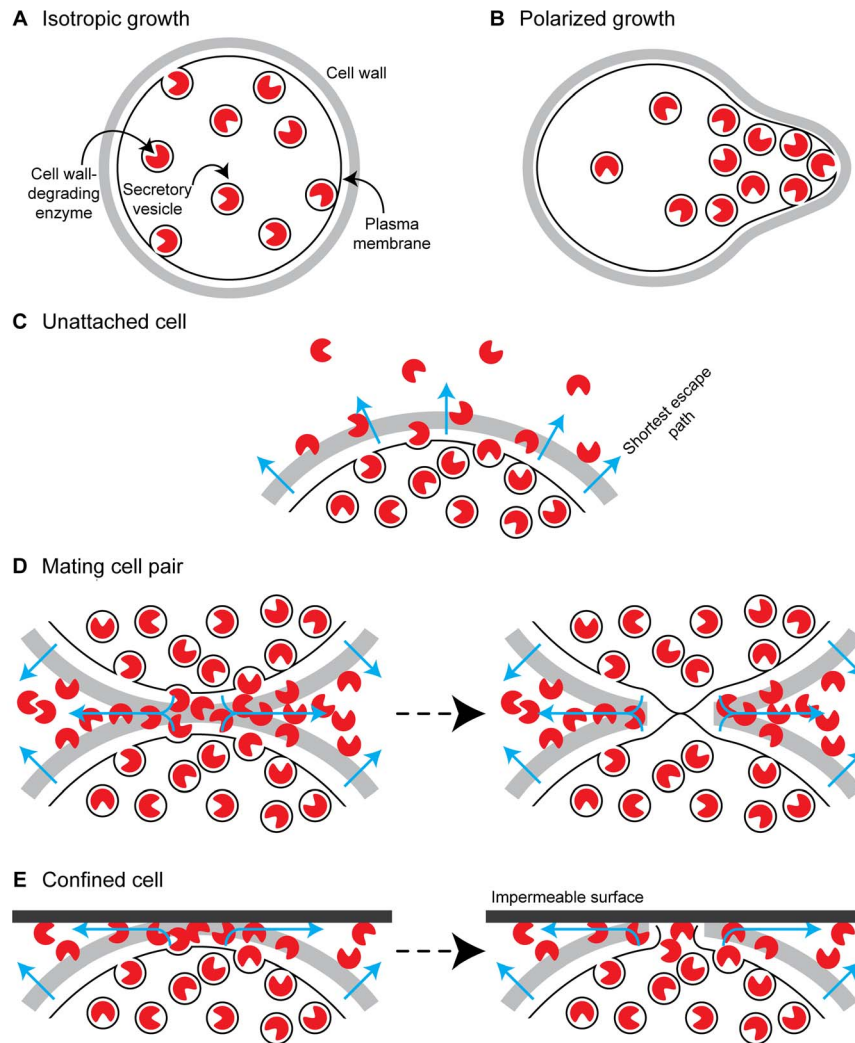 A Isotropic growth
B Polarized growth
Cell wall
Cell wall-
degrading
enzyme
Secretory
vesicle
Plasma
membrane
C Unattached cell
Shortest escape
path
D Mating cell pair
E Confined cell
Impermeable surface